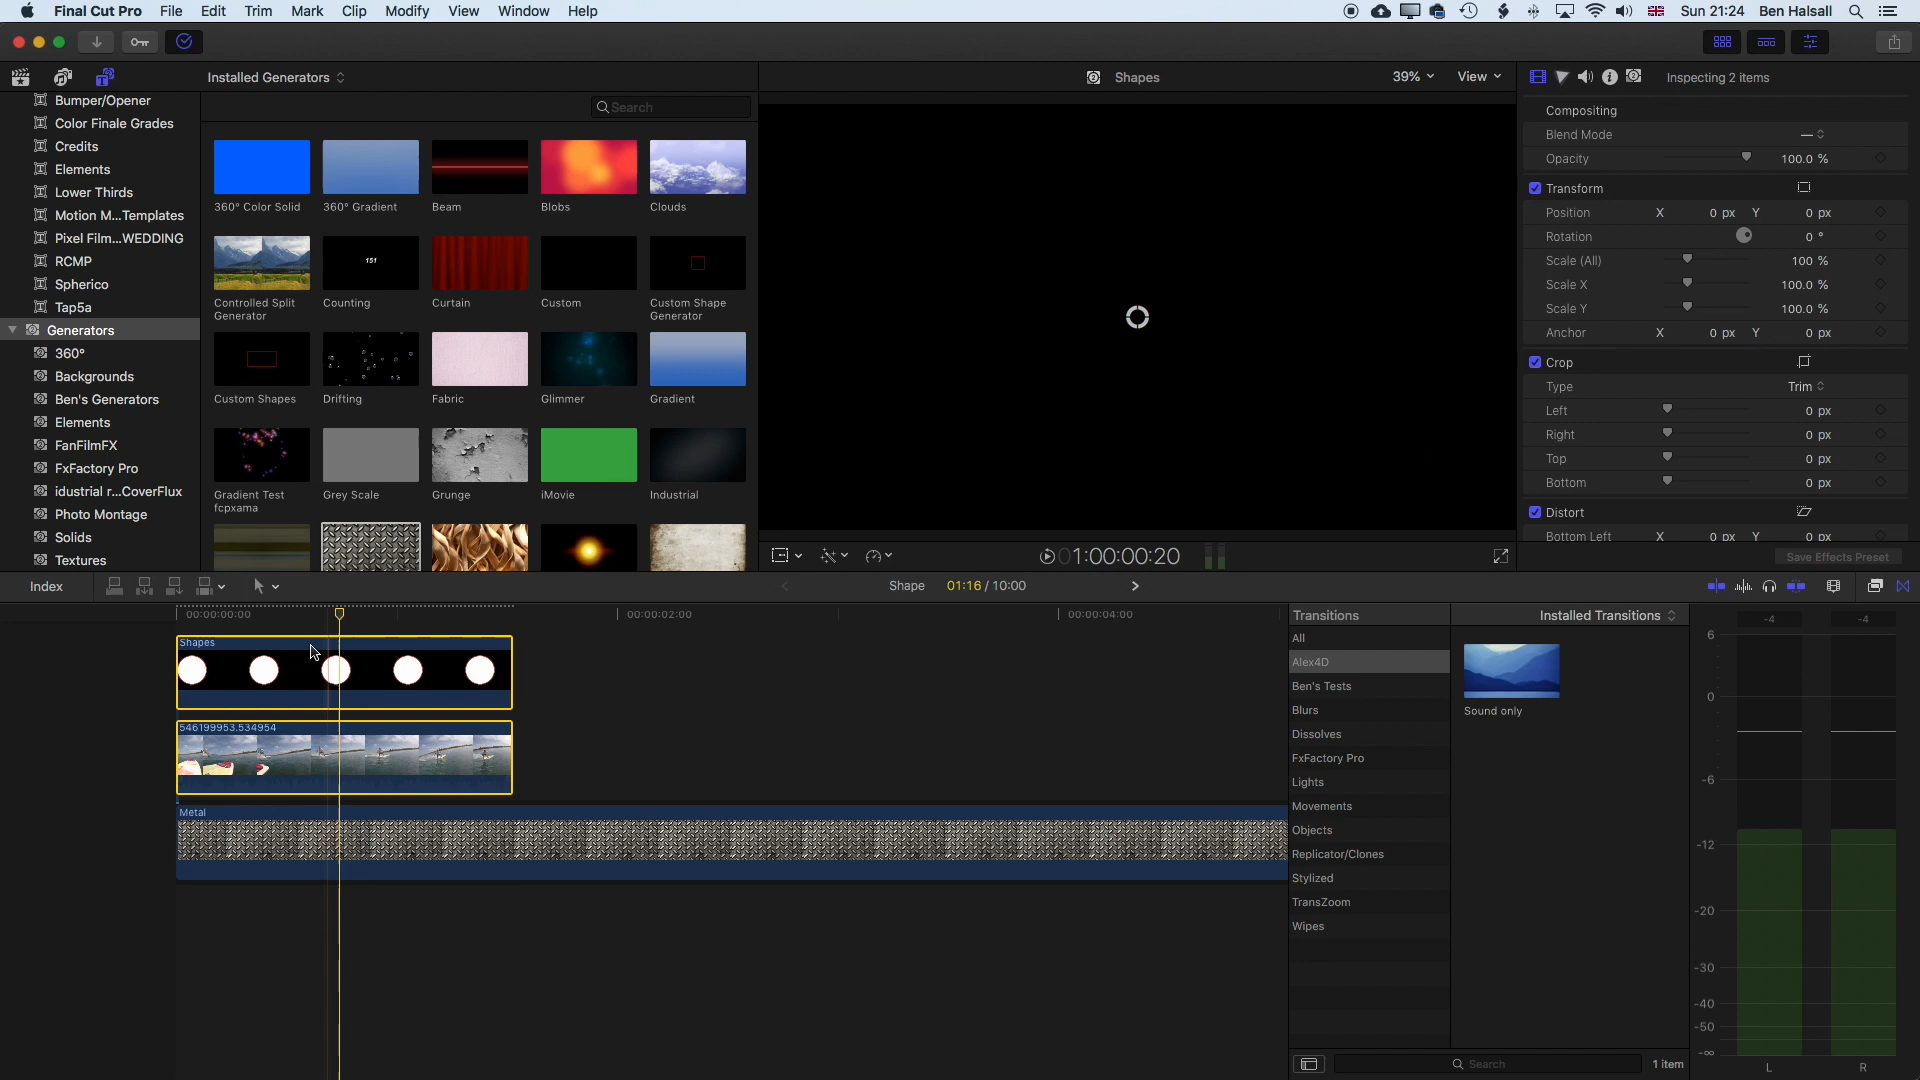 Final Cut Pro File Edit Trim Mark Clip Modify View Window Help Sun 21:24 Ben Halsall
Installed Generators
Shapes 39% View
Inspecting 2 items
Search
Bumper/Opener
Color Finale Grades
Credits
Elements
Lower Thirds
Motion M...Templates
Pixel Film...WEDDING
RCMP
Spherico
Tap5a
Generators
360°
Backgrounds
Ben's Generators
Elements
FanFilmFX
FxFactory Pro
idustrial r...CoverFlux
Photo Montage
Solids
Textures
360° Color Solid 360° Gradient Beam Blobs Clouds
151
Controlled Split Generator Counting Curtain Custom Custom Shape Generator
Custom Shapes Drifting Fabric Glimmer Gradient
Gradient Test fcpxama Grey Scale Grunge iMovie Industrial
Compositing
Blend Mode —
Opacity 100.0 %
Transform
Position X 0 px Y 0 px
Rotation 0 °
Scale (All) 100 %
Scale X 100.0 %
Scale Y 100.0 %
Anchor X 0 px Y 0 px
Crop
Type Trim
Left 0 px
Right 0 px
Top 0 px
Bottom 0 px
Distort
Bottom Left X 0 px Y 0 px
Save Effects Preset
01:00:00:20
Index
Shape 01:16 / 10:00
00:00:00:00 00:00:02:00 00:00:04:00
Shapes
546199953.534954
Metal
Transitions
Installed Transitions
All
Alex4D
Ben's Tests
Blurs
Dissolves
FxFactory Pro
Lights
Movements
Objects
Replicator/Clones
Stylized
TransZoom
Wipes
Sound only
Search
1 item
-4 -4
6
0
-6
-12
-20
-30
-40
-50
-∞
L R